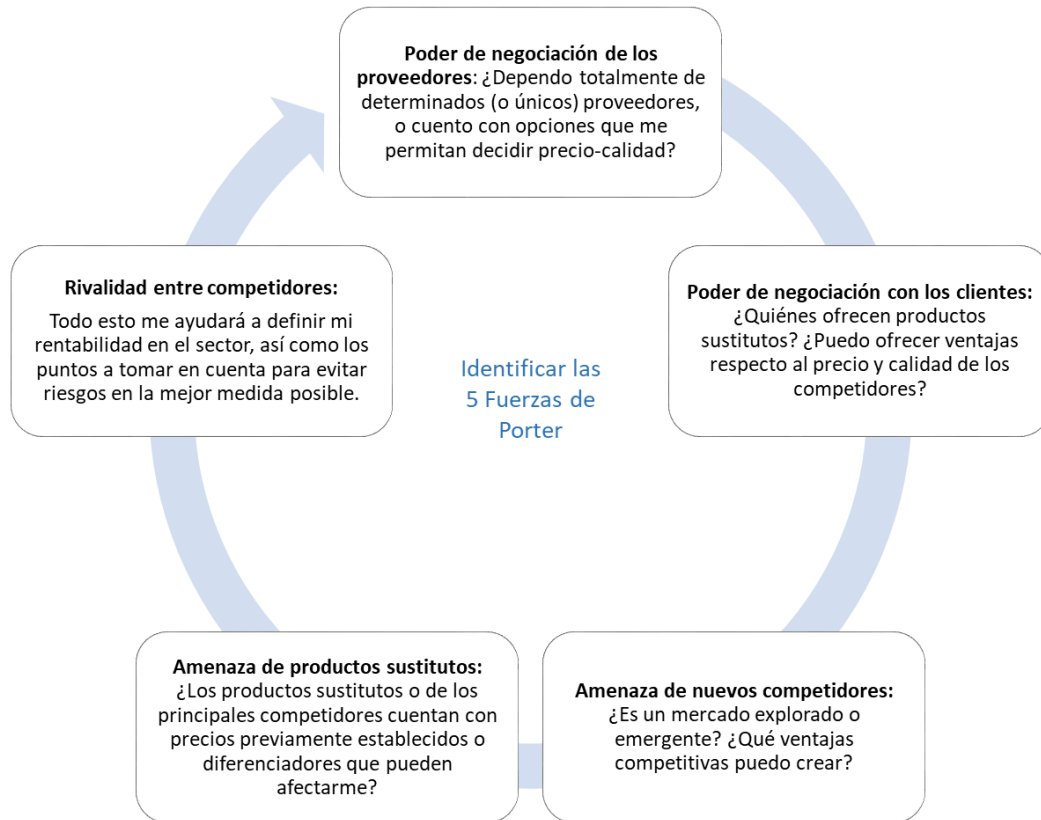 Poder de negociación de los
proveedores: ¿Dependo totalmente de
determinados (o únicos) proveedores,
o cuento con opciones que me
permitan decidir precio-calidad?
Poder de negociación con los clientes:
¿Quiénes ofrecen productos
sustitutos? ¿Puedo ofrecer ventajas
respecto al precio y calidad de los
competidores?
Amenaza de nuevos competidores:
¿Es un mercado explorado o
emergente? ¿Qué ventajas
competitivas puedo crear?
Amenaza de productos sustitutos:
¿Los productos sustitutos o de los
principales competidores cuentan con
precios previamente establecidos o
diferenciadores que pueden
afectarme?
Rivalidad entre competidores:
Todo esto me ayudará a definir mi
rentabilidad en el sector, así como los
puntos a tomar en cuenta para evitar
riesgos en la mejor medida posible.
Identificar las
5 Fuerzas de
Porter